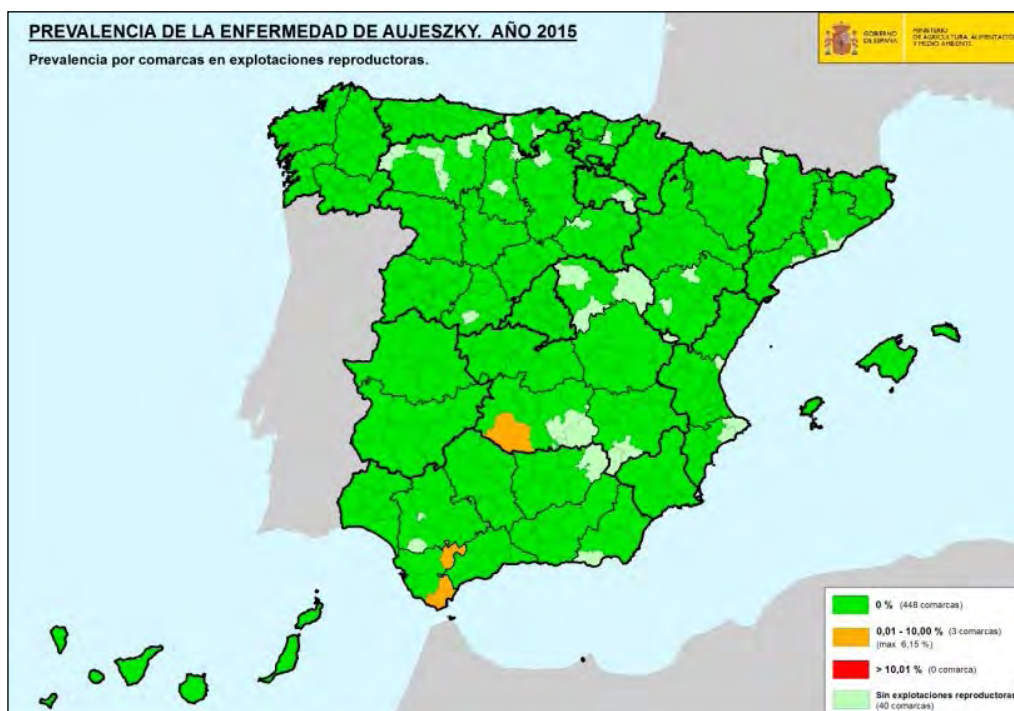 PREVALENCIA DE LA ENFERMEDAD DE AUJESZKY. AÑO 2015
Prevalencia por comarcas en explotaciones reproductoras.
GOBIERNO
DE ESPAÑA
MINISTERIO
DE AGRICULTURA, ALIMENTACIÓN
Y MEDIO AMBIENTE
0 % (448 comarcas)
0,01 - 10,00 % (3 comarcas)
(max 6,15 %)
> 10,01 % (0 comarca)
Sin explotaciones reproductoras
(40 comarcas)